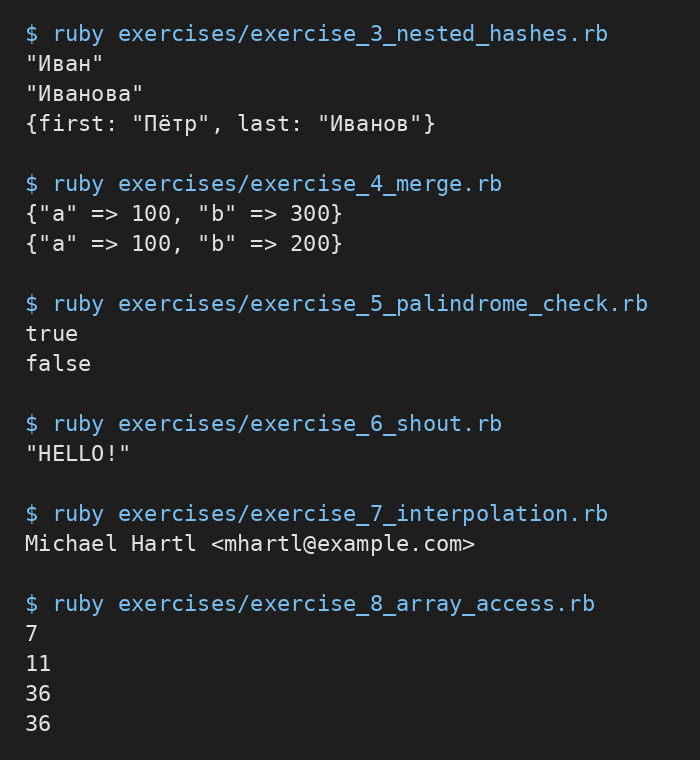 $ ruby exercises/exercise_3_nested_hashes.rb
"Иван"
"Иванова"
{first: "Пётр", last: "Иванов"}
$ ruby exercises/exercise_4_merge.rb
{"a" => 100, "b" => 300}
{"a" => 100, "b" => 200}
$ ruby exercises/exercise_5_palindrome_check.rb
true
false
$ ruby exercises/exercise_6_shout.rb
"HELLO!"
$ ruby exercises/exercise_7_interpolation.rb
Michael Hartl <mhartl@example.com>
$ ruby exercises/exercise_8_array_access.rb
7
11
36
36